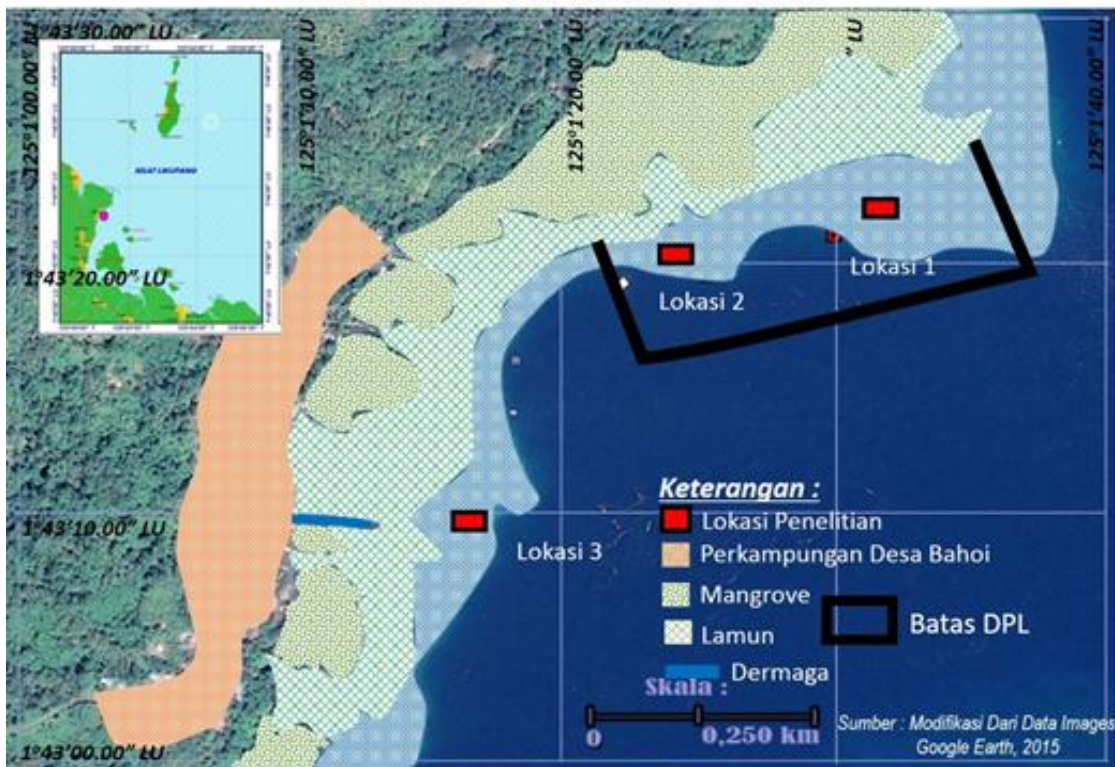 1°43'30.00" LU
125°1'00.00" LU
125°1'10.00" LU
125°1'20.00" LU
" LU
125°1'40.00" LU
SELAT LIKUPANG
1°43'20.00" LU
Lokasi 1
Lokasi 2
1°43'10.00" LU
Lokasi 3
Keterangan :
Lokasi Penelitian
Perkampungan Desa Bahoi
Mangrove
Lamun
Batas DPL
Dermaga
Skala :
0 0,250 km
1°43'00.00" LU
Sumber : Modifikasi Dari Data Images
Google Earth, 2015